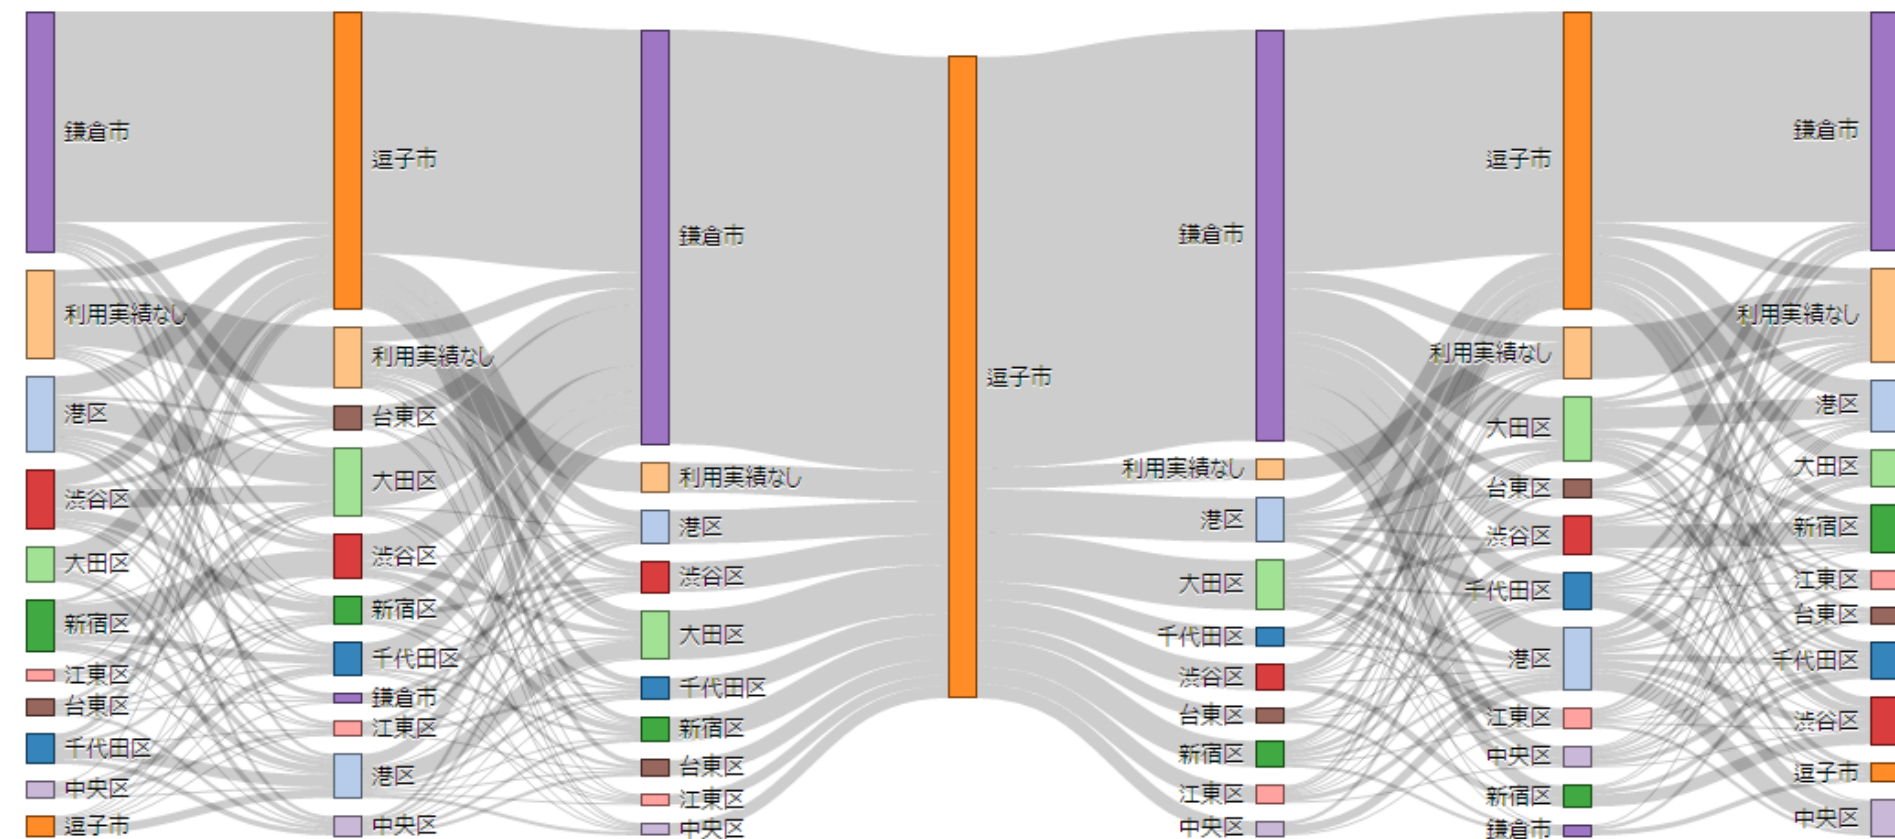 鎌倉市
利用実績なし
港区
渋谷区
大田区
新宿区
江東区
台東区
千代田区
中央区
逗子市
逗子市
利用実績なし
台東区
大田区
渋谷区
新宿区
千代田区
鎌倉市
江東区
港区
中央区
鎌倉市
利用実績なし
港区
渋谷区
大田区
千代田区
新宿区
台東区
江東区
中央区
逗子市
鎌倉市
利用実績なし
港区
大田区
千代田区
渋谷区
台東区
新宿区
江東区
中央区
逗子市
利用実績なし
大田区
台東区
渋谷区
千代田区
港区
江東区
中央区
新宿区
鎌倉市
鎌倉市
利用実績なし
港区
大田区
新宿区
江東区
台東区
千代田区
渋谷区
逗子市
中央区